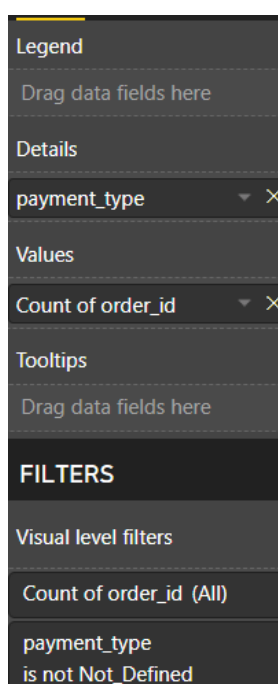 Legend
Drag data fields here
Details
payment_type
Values
Count of order_id
Tooltips
Drag data fields here
FILTERS
Visual level filters
Count of order_id (All)
payment_type
is not Not_Defined